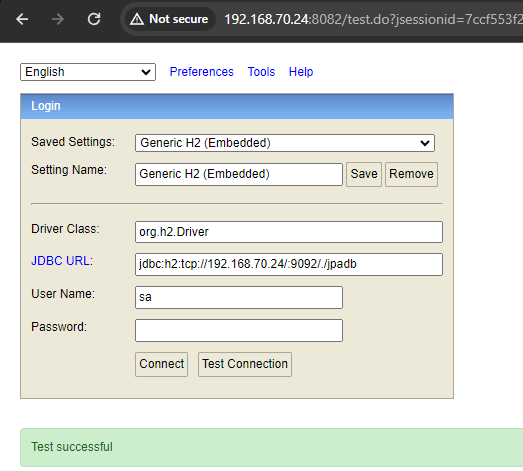 Not secure 192.168.70.24:8082/test.do?jsessionid=7ccf553f2
English Preferences Tools Help
Login
Saved Settings: Generic H2 (Embedded)
Setting Name: Generic H2 (Embedded) Save Remove
Driver Class: org.h2.Driver
JDBC URL: jdbc:h2:tcp://192.168.70.24/:9092/./jpadb
User Name: sa
Password:
Connect Test Connection
Test successful